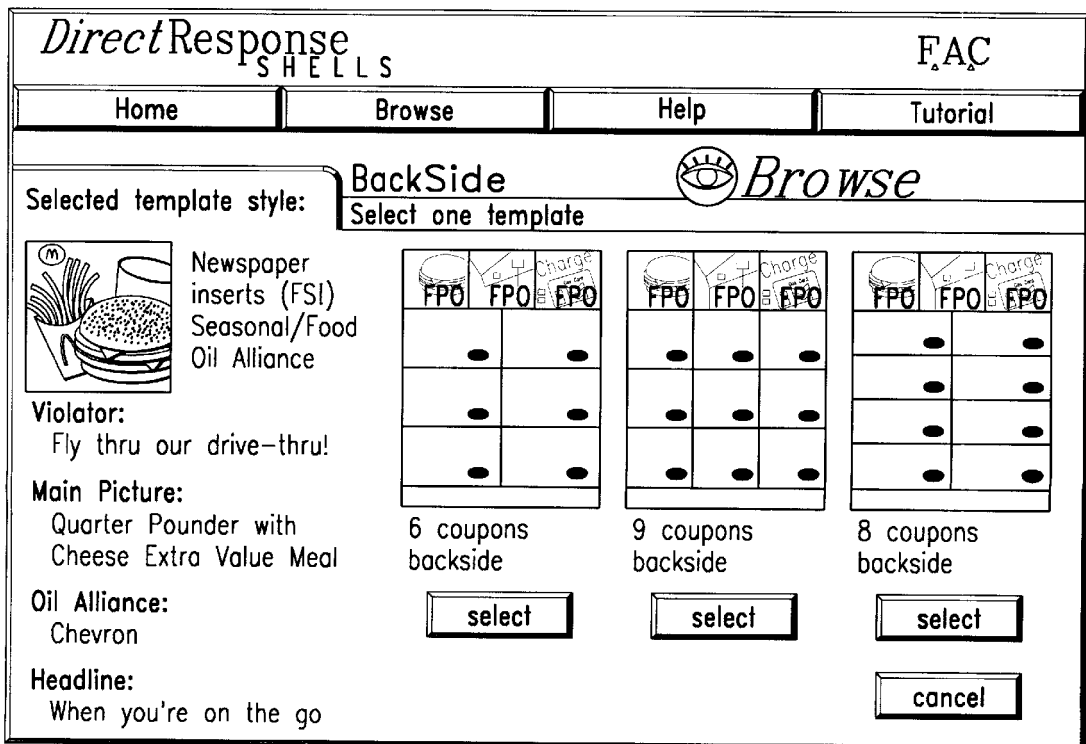 DirectResponse
SHELLS
FAC
Home Browse Help Tutorial
BackSide
Browse
Selected template style:
Select one template
M
Newspaper
inserts (FSI)
Seasonal/Food
Oil Alliance
Violator:
Fly thru our drive-thru!
Main Picture:
Quarter Pounder with
Cheese Extra Value Meal
Oil Alliance:
Chevron
Headline:
When you're on the go
Charge
FPO FPO FPO
6 coupons
backside
select
Charge
FPO FPO FPO
9 coupons
backside
select
Charge
FPO FPO FPO
8 coupons
backside
select
cancel